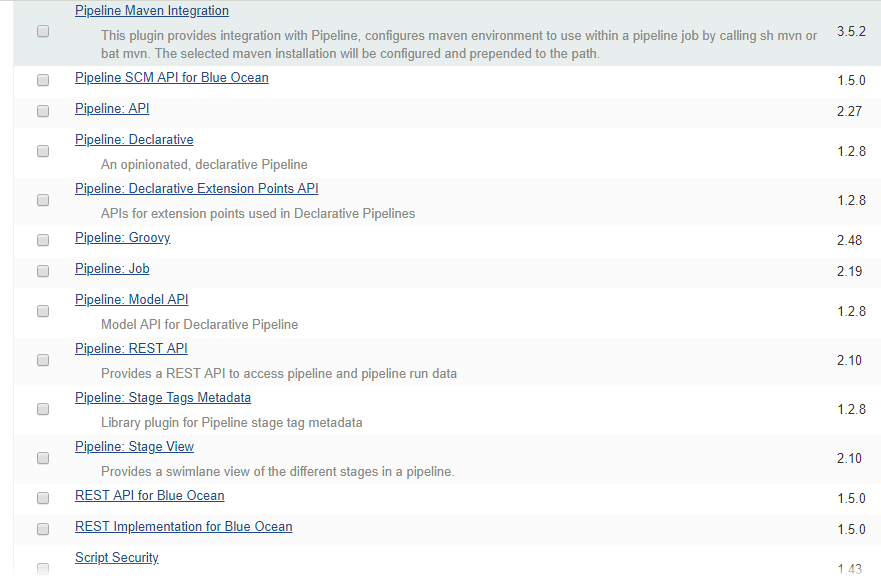 Pipeline Maven Integration
This plugin provides integration with Pipeline, configures maven environment to use within a pipeline job by calling sh mvn or
bat mvn. The selected maven installation will be configured and prepended to the path.
3.5.2
Pipeline SCM API for Blue Ocean
1.5.0
Pipeline: API
2.27
Pipeline: Declarative
An opinionated, declarative Pipeline
1.2.8
Pipeline: Declarative Extension Points API
APIs for extension points used in Declarative Pipelines
1.2.8
Pipeline: Groovy
2.48
Pipeline: Job
2.19
Pipeline: Model API
Model API for Declarative Pipeline
1.2.8
Pipeline: REST API
Provides a REST API to access pipeline and pipeline run data
2.10
Pipeline: Stage Tags Metadata
Library plugin for Pipeline stage tag metadata
1.2.8
Pipeline: Stage View
Provides a swimlane view of the different stages in a pipeline.
2.10
REST API for Blue Ocean
1.5.0
REST Implementation for Blue Ocean
1.5.0
Script Security
1.43